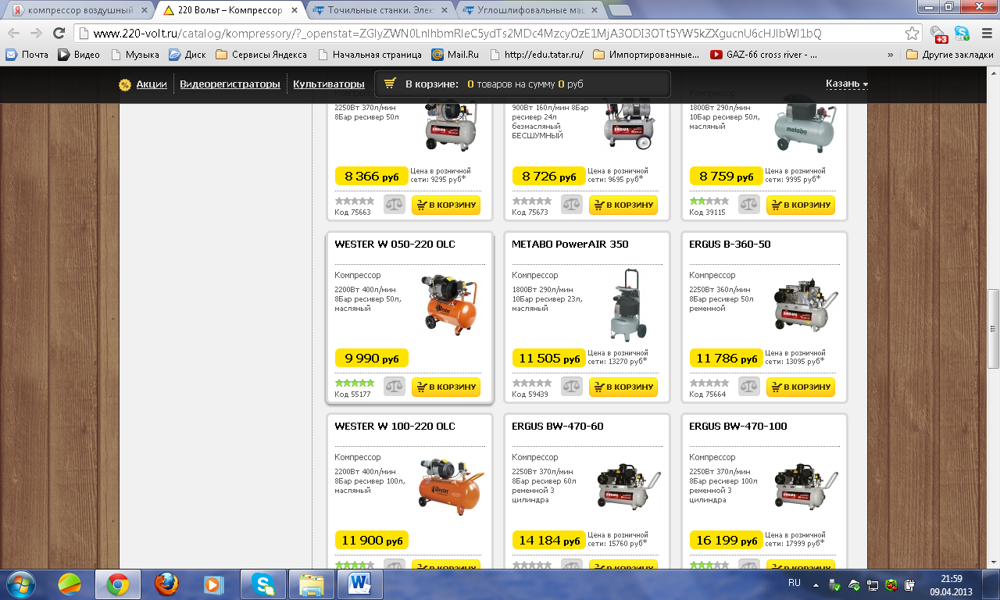 компрессор воздушный
220 Вольт – Компрессор
Точильные станки. Элек
Углошлифовальные маш
www.220-volt.ru/catalog/kompressory/?_openstat=
+3
Почта
Видео
Музыка
Диск
Сервисы Яндекса
Начальная страница
Mail.Ru
http://edu.tatar.ru/
Импортированные...
GAZ-66 cross river - ...
»
Другие закладки
Акции
Видеорегистраторы
Культиваторы
В корзине: 0 товаров на сумму 0 руб
Казань
2250Вт 370л/мин
8Бар ресивер 50л
8 366 руб
Цена в розничной
сети: 9295 руб*
Код 75663
В КОРЗИНУ
900Вт 160л/мин 8Бар
ресивер 24л
безмасляный
БЕСШУМНЫЙ
8 726 руб
Цена в розничной
сети: 9695 руб*
Код 75673
В КОРЗИНУ
1800Вт 290л/мин
10Бар ресивер 50л,
масляный
metabo
8 759 руб
Цена в розничной
сети: 9995 руб*
Код 39115
В КОРЗИНУ
WESTER W 050-220 OLC
Компрессор
2200Вт 400л/мин
8Бар ресивер 50л,
масляный
Wester
9 990 руб
Код 55177
В КОРЗИНУ
METABO PowerAIR 350
Компрессор
1800Вт 290л/мин
10Бар ресивер 23л,
масляный
11 505 руб
Цена в розничной
сети: 13270 руб*
Код 59439
В КОРЗИНУ
ERGUS B-360-50
Компрессор
2250Вт 360л/мин
8Бар ресивер 50л
ременной
ERGUS
11 786 руб
Цена в розничной
сети: 13095 руб*
Код 75664
В КОРЗИНУ
WESTER W 100-220 OLC
Компрессор
2200Вт 400л/мин
8Бар ресивер 100л,
масляный
Wester
11 900 руб
В КОРЗИНУ
ERGUS BW-470-60
Компрессор
2250Вт 370л/мин
8Бар ресивер 60л
ременной 3
цилиндра
ERGUS
14 184 руб
Цена в розничной
сети: 15760 руб*
В КОРЗИНУ
ERGUS BW-470-100
Компрессор
2250Вт 370л/мин
8Бар ресивер 100л
ременной 3
цилиндра
ERGUS
16 199 руб
Цена в розничной
сети: 17999 руб*
В КОРЗИНУ
RU
21:59
09.04.2013